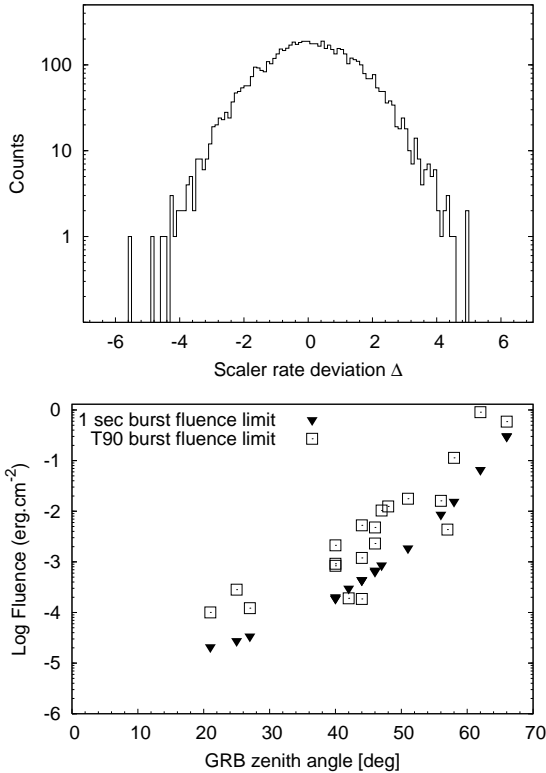 100
10
1
Counts
-6 -4 -2 0 2 4 6
Scaler rate deviation Δ
0
-1
-2
-3
-4
-5
-6
Log Fluence (erg.cm-2)
1 sec burst fluence limit
T90 burst fluence limit
0 10 20 30 40 50 60 70
GRB zenith angle [deg]